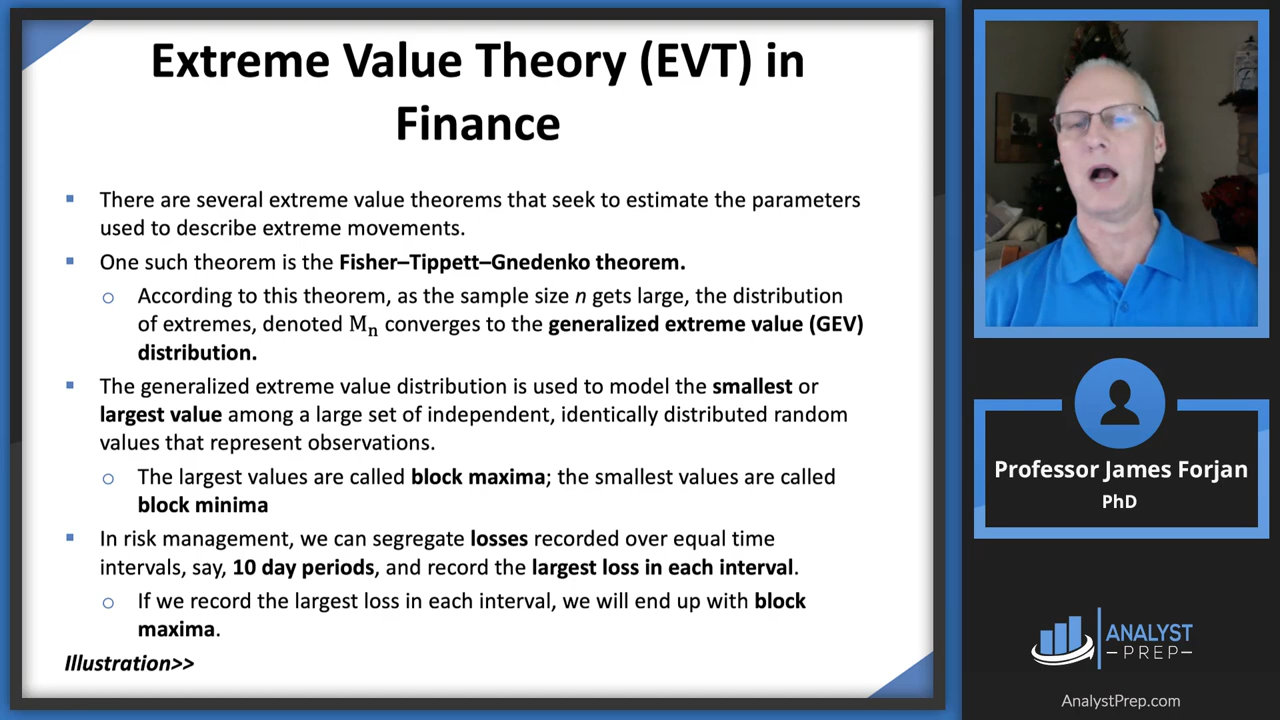 Extreme Value Theory (EVT) in
Finance
▪ There are several extreme value theorems that seek to estimate the parameters
used to describe extreme movements.
▪ One such theorem is the Fisher–Tippett–Gnedenko theorem.
○ According to this theorem, as the sample size n gets large, the distribution
of extremes, denoted Mₙ converges to the generalized extreme value (GEV)
distribution.
▪ The generalized extreme value distribution is used to model the smallest or
largest value among a large set of independent, identically distributed random
values that represent observations.
○ The largest values are called block maxima; the smallest values are called
block minima
▪ In risk management, we can segregate losses recorded over equal time
intervals, say, 10 day periods, and record the largest loss in each interval.
○ If we record the largest loss in each interval, we will end up with block
maxima.
Illustration>>
Professor James Forjan
PhD
ANALYST
–PREP–
AnalystPrep.com